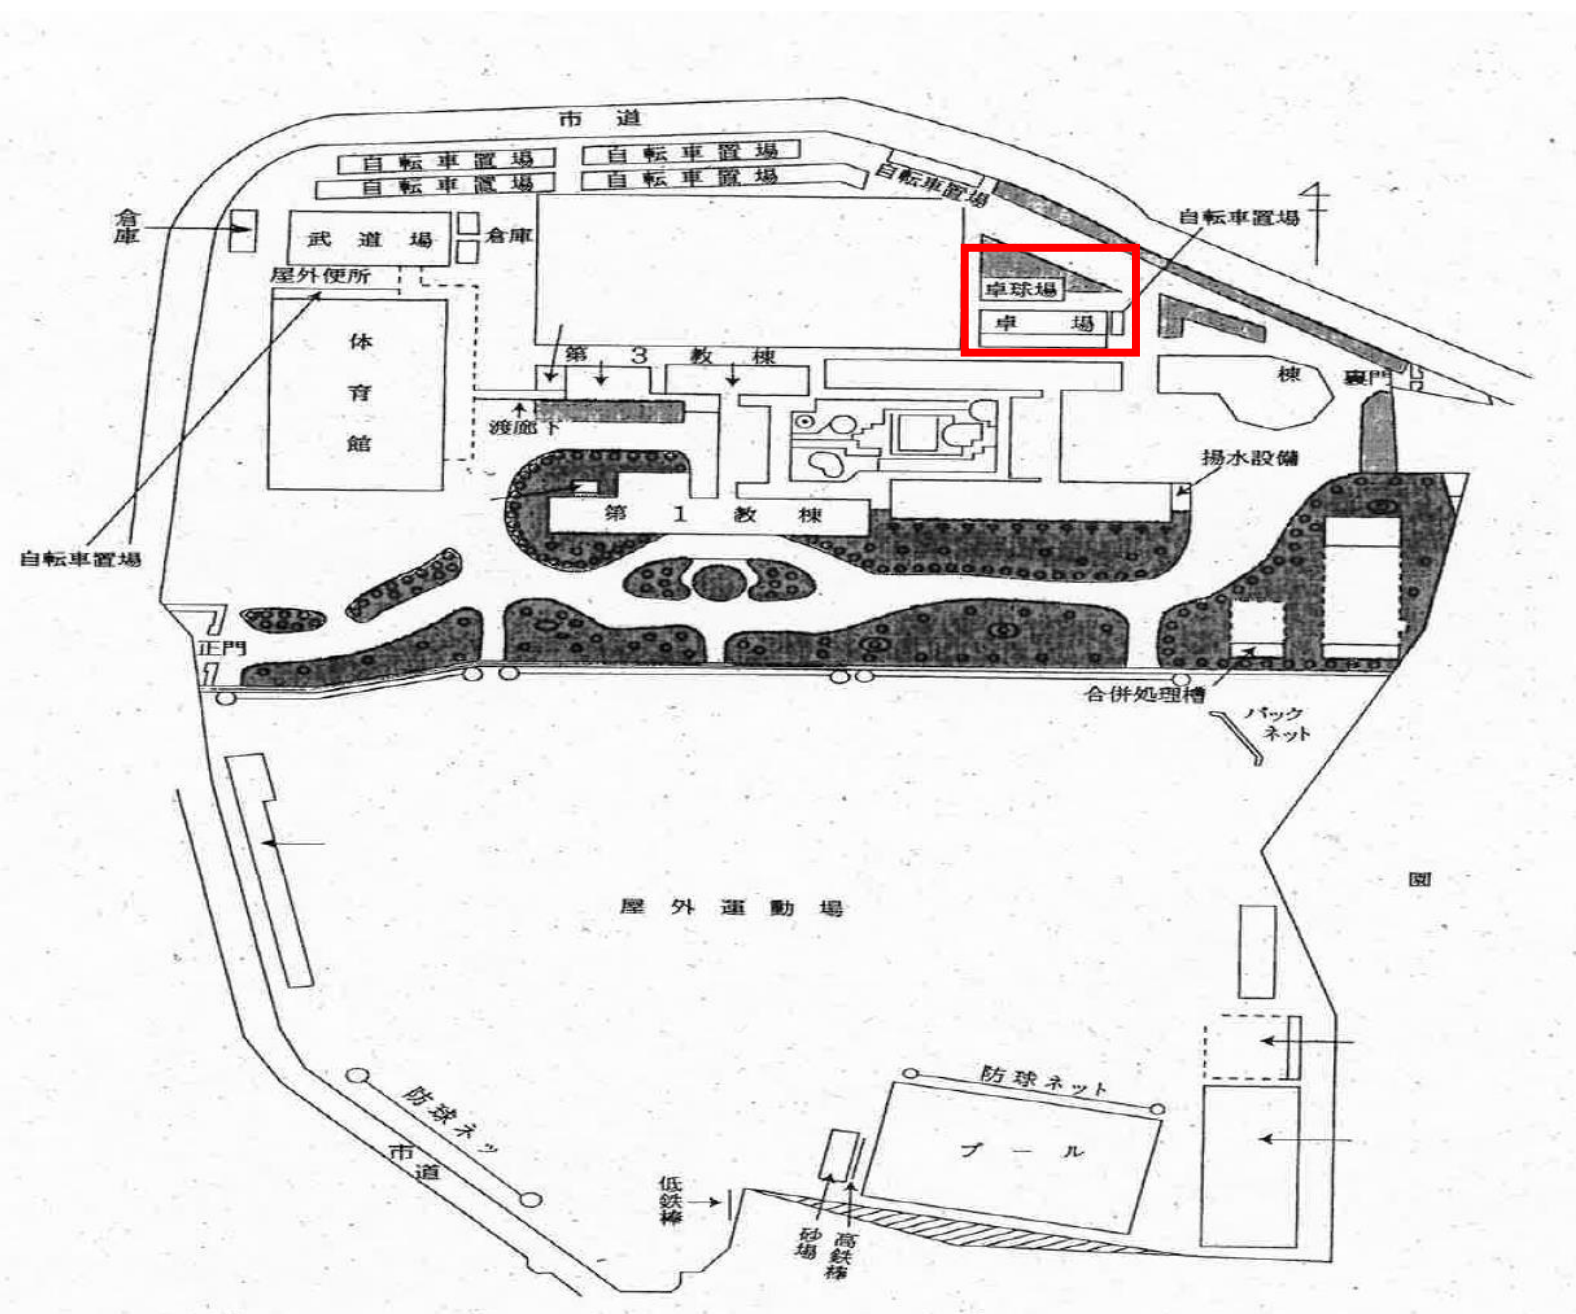 市道
自転車置場
自転車置場
自転車置場
自転車置場
自転車置場
自転車置場
倉庫
武道場
倉庫
屋外便所
卓球場
卓　場
体育館
第3教棟
棟
裏門
渡廊下
揚水設備
第1教棟
自転車置場
正門
合併処理槽
バック
ネット
園
屋外運動場
防球ネット
防球ネッ
市道
プール
低鉄棒
砂場
高鉄棒